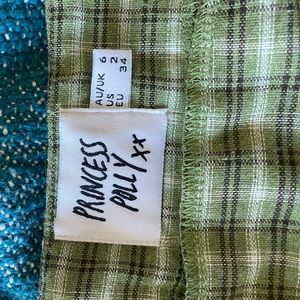 AU/UK 6
US 2
EU 34
PRINCESS
POLLY xx